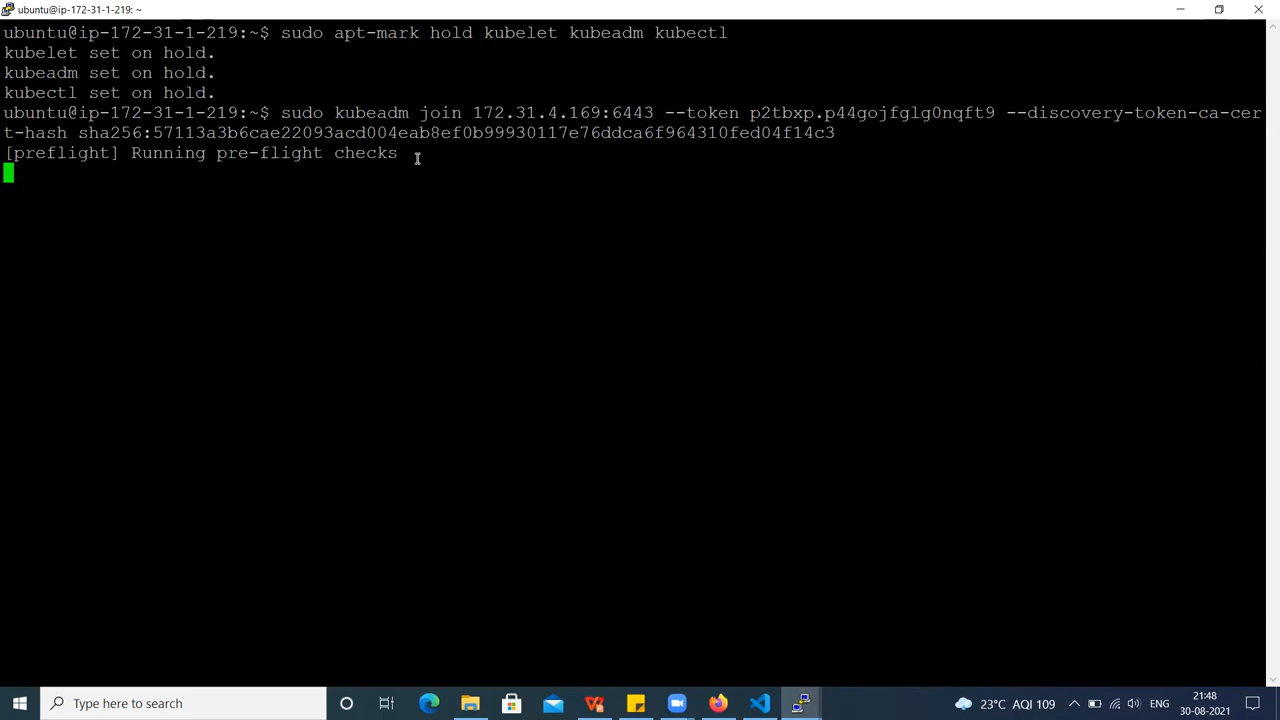 ubuntu@ip-172-31-1-219: ~
ubuntu@ip-172-31-1-219:~$ sudo apt-mark hold kubelet kubeadm kubectl
kubelet set on hold.
kubeadm set on hold.
kubectl set on hold.
ubuntu@ip-172-31-1-219:~$ sudo kubeadm join 172.31.4.169:6443 --token p2tbxp.p44gojfglg0nqft9 --discovery-token-ca-cer
t-hash sha256:57113a3b6cae22093acd004eab8ef0b99930117e76ddca6f964310fed04f14c3
[preflight] Running pre-flight checks
Type here to search
23°C AQI 109
ENG
21:48
30-08-2021